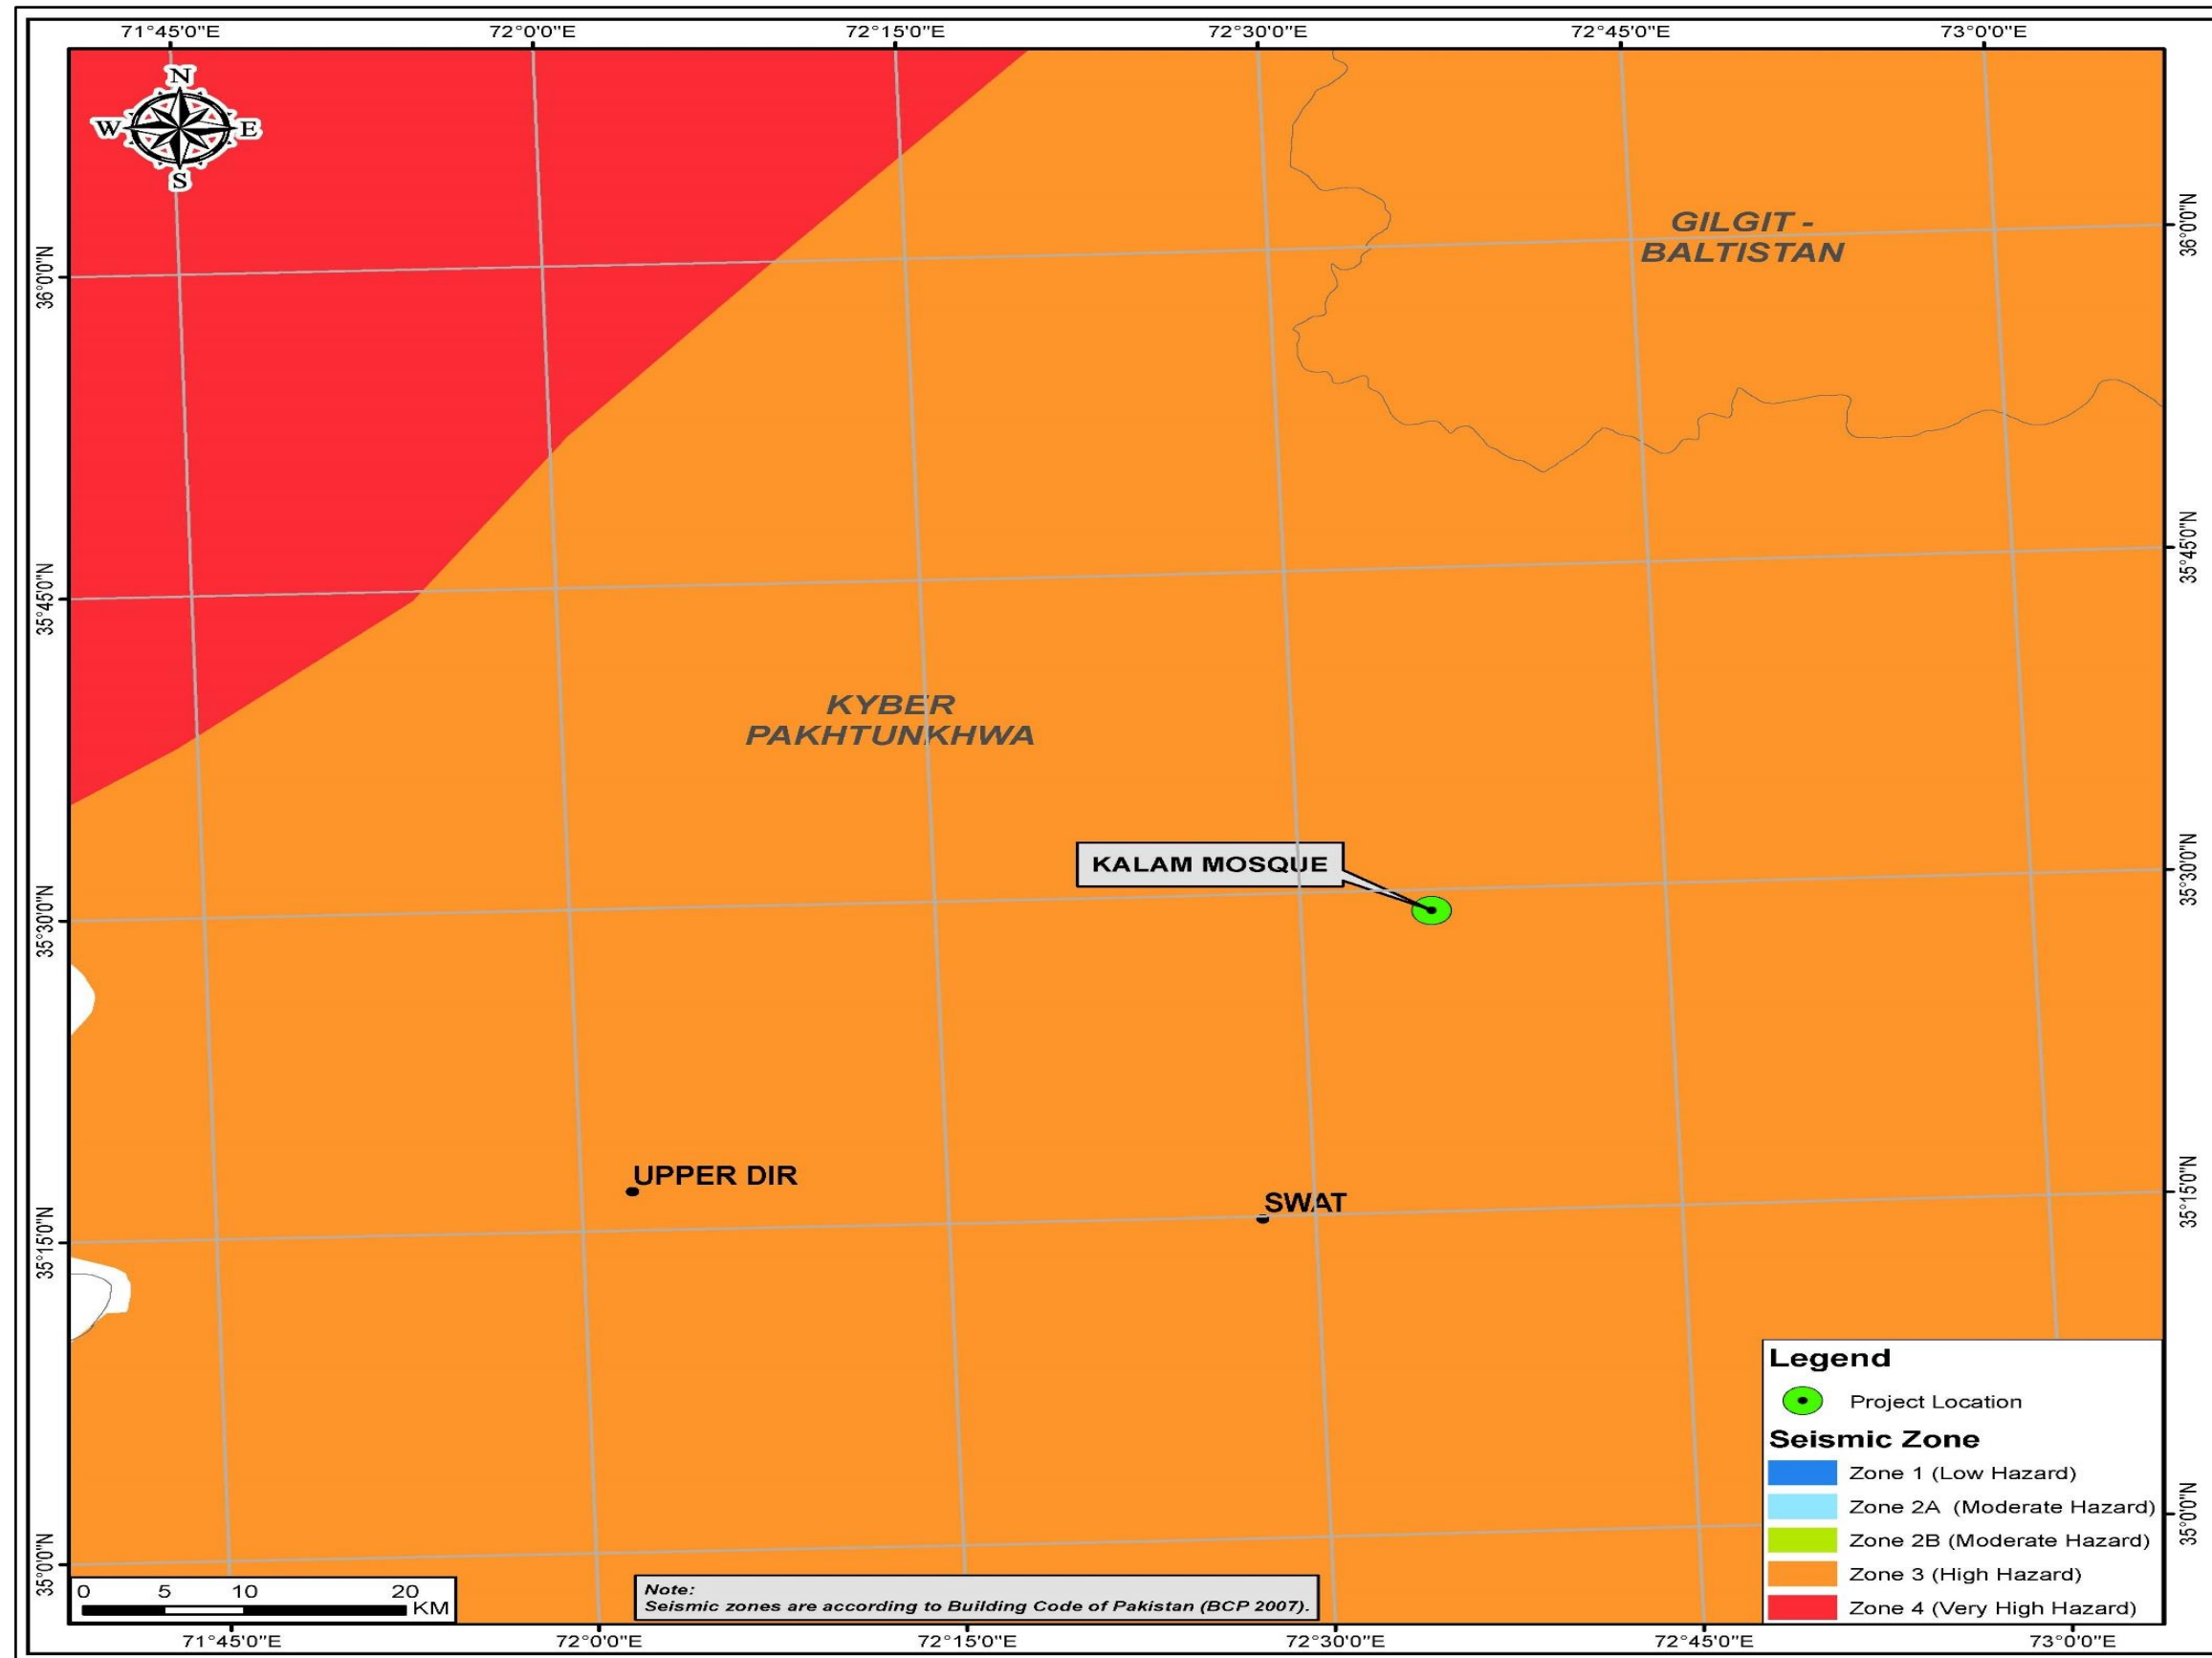 71°45'0"E 72°0'0"E 72°15'0"E 72°30'0"E 72°45'0"E 73°0'0"E
N
W E
S
GILGIT -
BALTISTAN
36°0'0"N
36°0'0"N
35°45'0"N
35°45'0"N
KYBER
PAKHTUNKHWA
KALAM MOSQUE
35°30'0"N
35°30'0"N
UPPER DIR
SWAT
35°15'0"N
35°15'0"N
Legend
Project Location
Seismic Zone
Zone 1 (Low Hazard)
Zone 2A (Moderate Hazard)
Zone 2B (Moderate Hazard)
Zone 3 (High Hazard)
Zone 4 (Very High Hazard)
35°0'0"N
35°0'0"N
0 5 10 20
KM
Note:
Seismic zones are according to Building Code of Pakistan (BCP 2007).
71°45'0"E 72°0'0"E 72°15'0"E 72°30'0"E 72°45'0"E 73°0'0"E